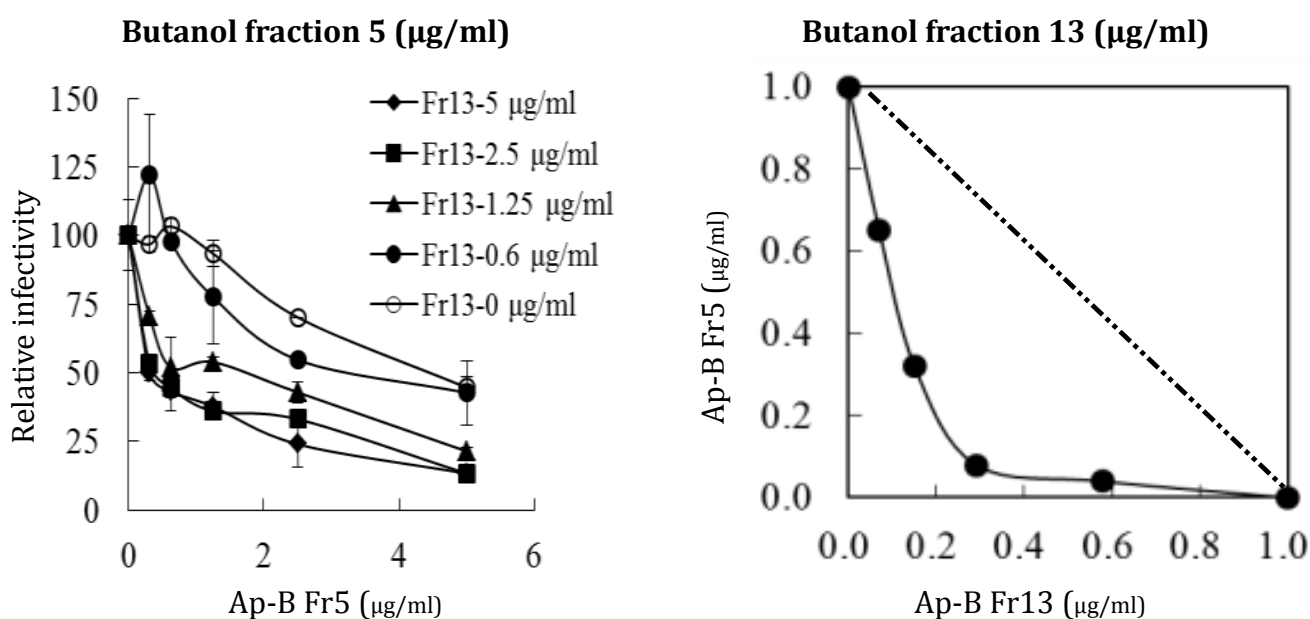 Butanol fraction 5 (µg/ml)
150
125
100
75
50
25
0
0 2 4 6
Relative infectivity
Ap-B Fr5 (µg/ml)
Fr13-5 µg/ml
Fr13-2.5 µg/ml
Fr13-1.25 µg/ml
Fr13-0.6 µg/ml
Fr13-0 µg/ml
Butanol fraction 13 (µg/ml)
1.0
0.8
0.6
0.4
0.2
0.0
0.0 0.2 0.4 0.6 0.8 1.0
Ap-B Fr5 (µg/ml)
Ap-B Fr13 (µg/ml)